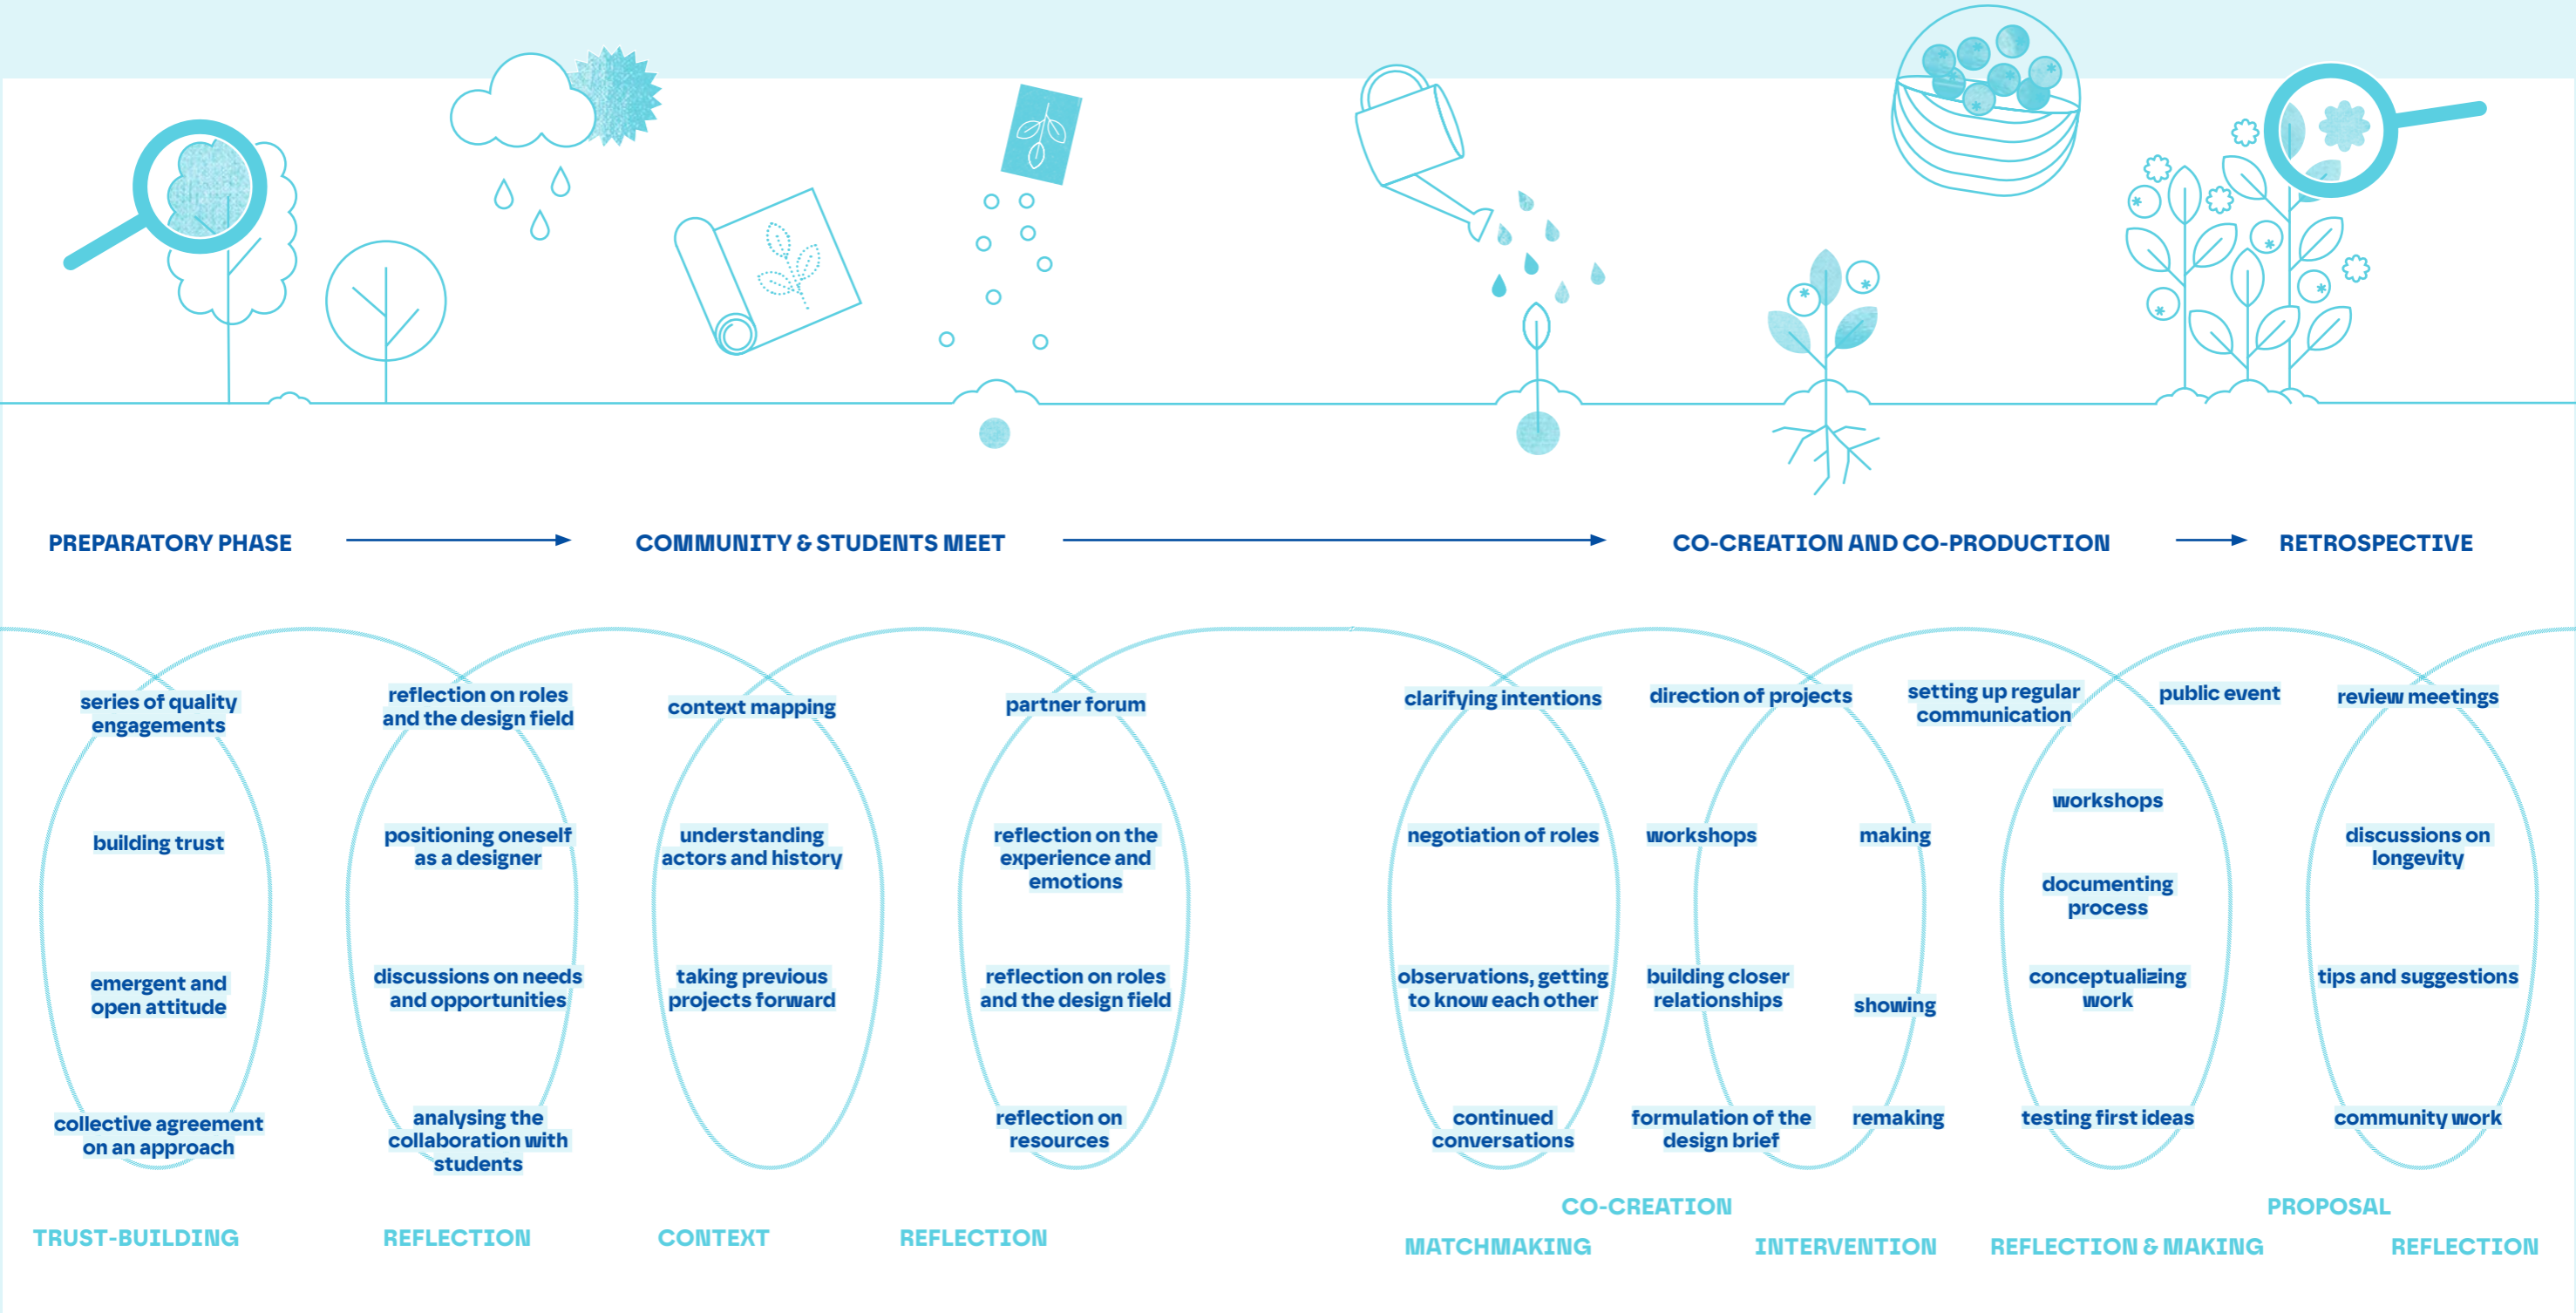 PREPARATORY PHASE
COMMUNITY & STUDENTS MEET
CO-CREATION AND CO-PRODUCTION
RETROSPECTIVE
series of quality
engagements
building trust
emergent and
open attitude
collective agreement
on an approach
reflection on roles
and the design field
positioning oneself
as a designer
discussions on needs
and opportunities
analysing the
collaboration with
students
context mapping
understanding
actors and history
taking previous
projects forward
partner forum
reflection on the
experience and
emotions
reflection on roles
and the design field
reflection on
resources
clarifying intentions
negotiation of roles
observations, getting
to know each other
continued
conversations
direction of projects
workshops
building closer
relationships
formulation of the
design brief
making
showing
remaking
setting up regular
communication
public event
workshops
documenting
process
conceptualizing
work
testing first ideas
review meetings
discussions on
longevity
tips and suggestions
community work
TRUST-BUILDING
REFLECTION
CONTEXT
REFLECTION
MATCHMAKING
CO-CREATION
INTERVENTION
REFLECTION & MAKING
PROPOSAL
REFLECTION